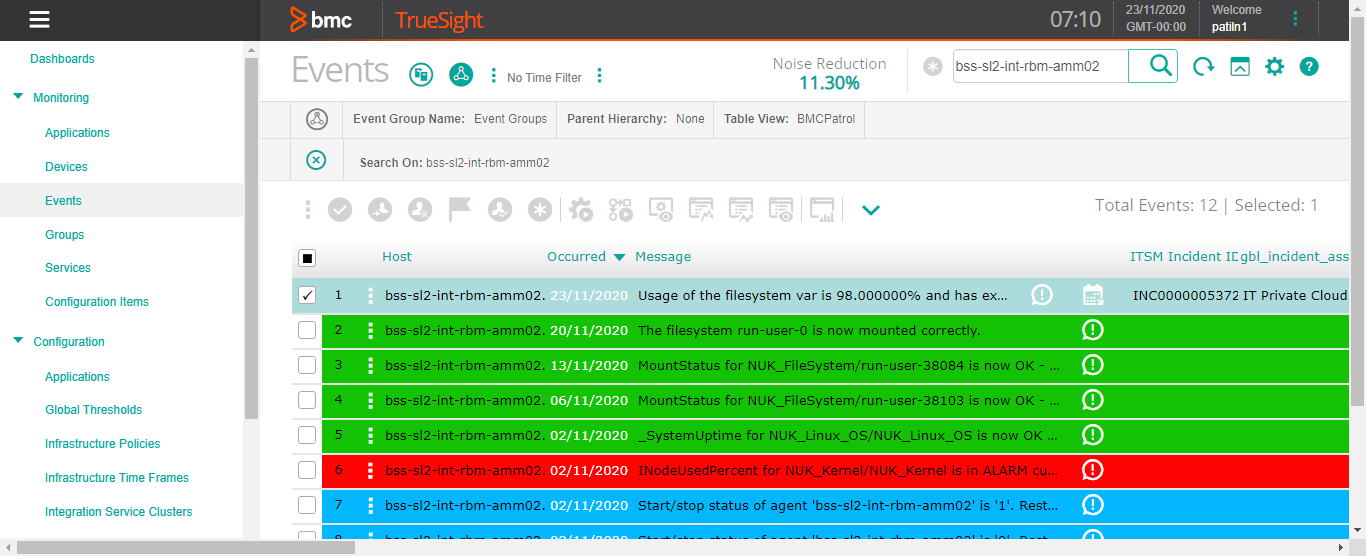 bmc TrueSight 07:10 23/11/2020 Welcome
GMT-00:00 patiln1
Dashboards
Monitoring
Applications
Devices
Events
Groups
Services
Configuration Items
Configuration
Applications
Global Thresholds
Infrastructure Policies
Infrastructure Time Frames
Integration Service Clusters
Events No Time Filter Noise Reduction bss-sl2-int-rbm-amm02
11.30%
Event Group Name: Event Groups Parent Hierarchy: None Table View: BMCPatrol
Search On: bss-sl2-int-rbm-amm02
Total Events: 12 | Selected: 1
Host Occurred Message ITSM Incident ID gbl_incident_ass
1 bss-sl2-int-rbm-amm02. 23/11/2020 Usage of the filesystem var is 98.000000% and has ex... INC0000005372 IT Private Cloud
2 bss-sl2-int-rbm-amm02. 20/11/2020 The filesystem run-user-0 is now mounted correctly.
3 bss-sl2-int-rbm-amm02. 13/11/2020 MountStatus for NUK_FileSystem/run-user-38084 is now OK - ...
4 bss-sl2-int-rbm-amm02. 06/11/2020 MountStatus for NUK_FileSystem/run-user-38103 is now OK - ...
5 bss-sl2-int-rbm-amm02. 02/11/2020 _SystemUptime for NUK_Linux_OS/NUK_Linux_OS is now OK ...
6 bss-sl2-int-rbm-amm02. 02/11/2020 INodeUsedPercent for NUK_Kernel/NUK_Kernel is in ALARM cu...
7 bss-sl2-int-rbm-amm02. 02/11/2020 Start/stop status of agent 'bss-sl2-int-rbm-amm02' is '1'. Rest...